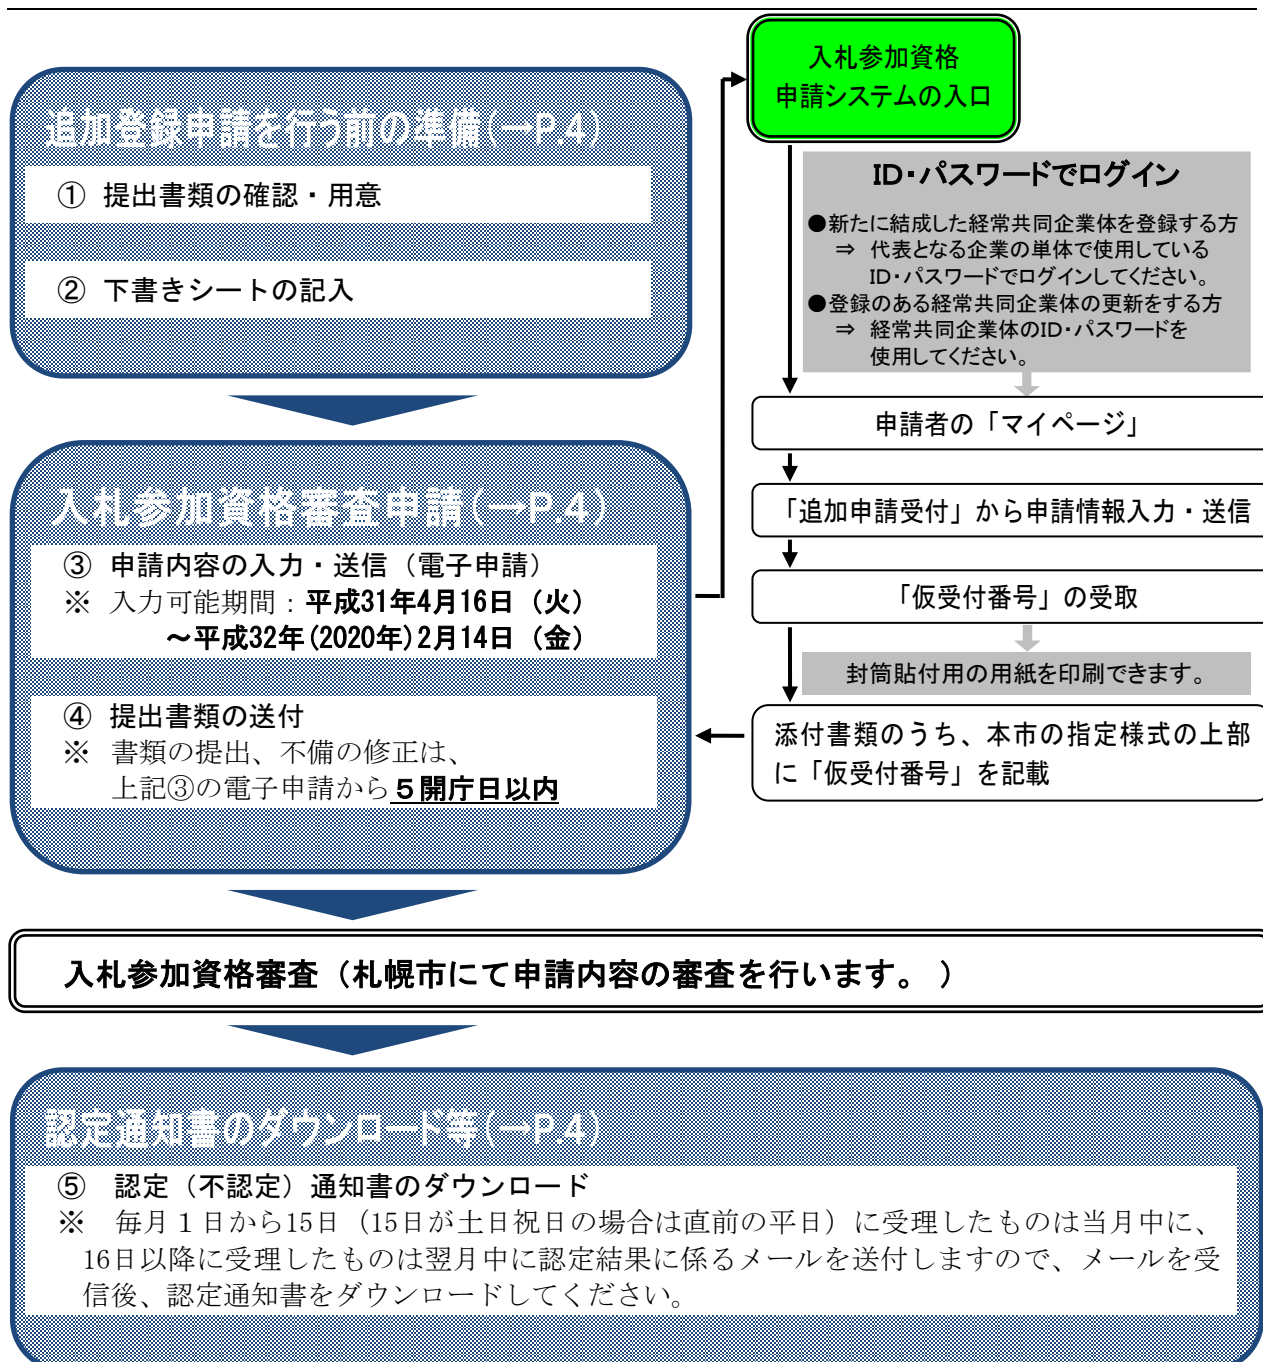 追加登録申請を行う前の準備(→P.4)
① 提出書類の確認・用意
② 下書きシートの記入
入札参加資格審査申請(→P.4)
③ 申請内容の入力・送信（電子申請）
※ 入力可能期間：平成31年4月16日（火）
～平成32年(2020年)2月14日（金）
④ 提出書類の送付
※ 書類の提出、不備の修正は、
上記③の電子申請から５開庁日以内
入札参加資格
申請システムの入口
ID・パスワードでログイン
●新たに結成した経常共同企業体を登録する方
⇒ 代表となる企業の単体で使用している
ID・パスワードでログインしてください。
●登録のある経常共同企業体の更新をする方
⇒ 経常共同企業体のID・パスワードを
使用してください。
申請者の「マイページ」
「追加申請受付」から申請情報入力・送信
「仮受付番号」の受取
封筒貼付用の用紙を印刷できます。
添付書類のうち、本市の指定様式の上部
に「仮受付番号」を記載
入札参加資格審査（札幌市にて申請内容の審査を行います。）
認定通知書のダウンロード等(→P.4)
⑤ 認定（不認定）通知書のダウンロード
※ 毎月１日から15日（15日が土日祝日の場合は直前の平日）に受理したものは当月中に、
16日以降に受理したものは翌月中に認定結果に係るメールを送付しますので、メールを受
信後、認定通知書をダウンロードしてください。